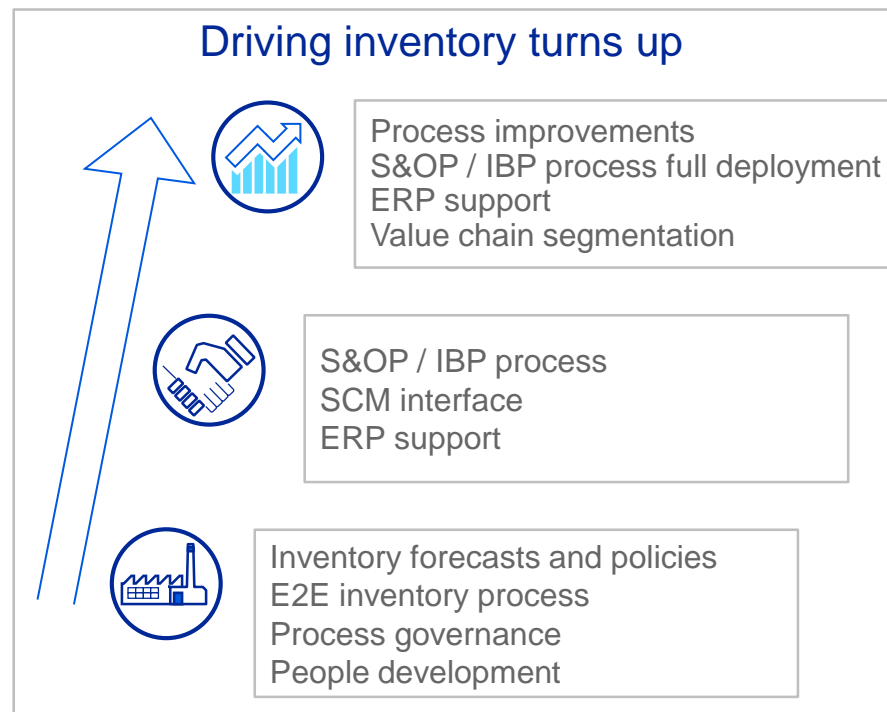 Driving inventory turns up
Process improvements
S&OP / IBP process full deployment
ERP support
Value chain segmentation
S&OP / IBP process
SCM interface
ERP support
Inventory forecasts and policies
E2E inventory process
Process governance
People development